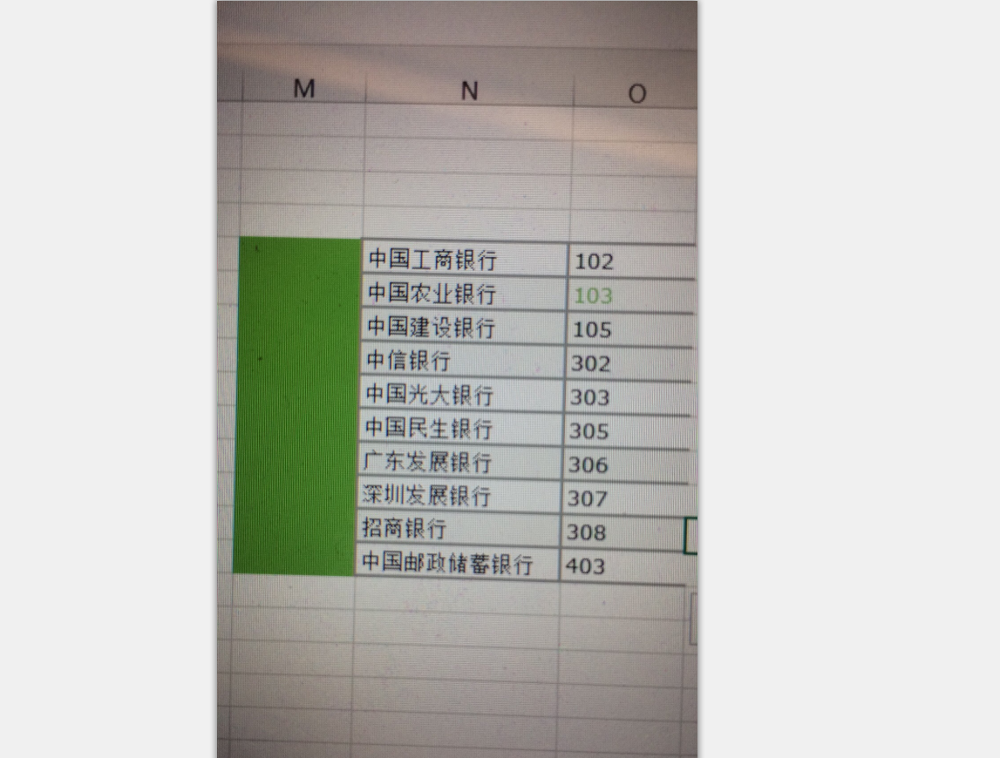 M N O
中国工商银行 102
中国农业银行 103
中国建设银行 105
中信银行 302
中国光大银行 303
中国民生银行 305
广东发展银行 306
深圳发展银行 307
招商银行 308
中国邮政储蓄银行 403